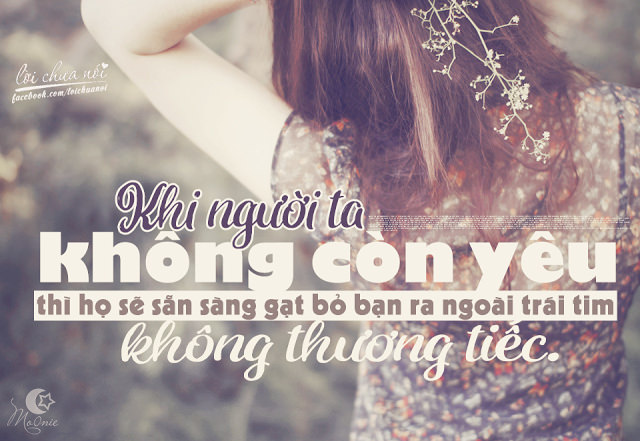 lời chưa nói
facebook.com/loichuanoi
Khi người ta
không còn yêu
thì họ sẽ sẵn sàng gạt bỏ bạn ra ngoài trái tim
không thương tiếc.
MoOnie